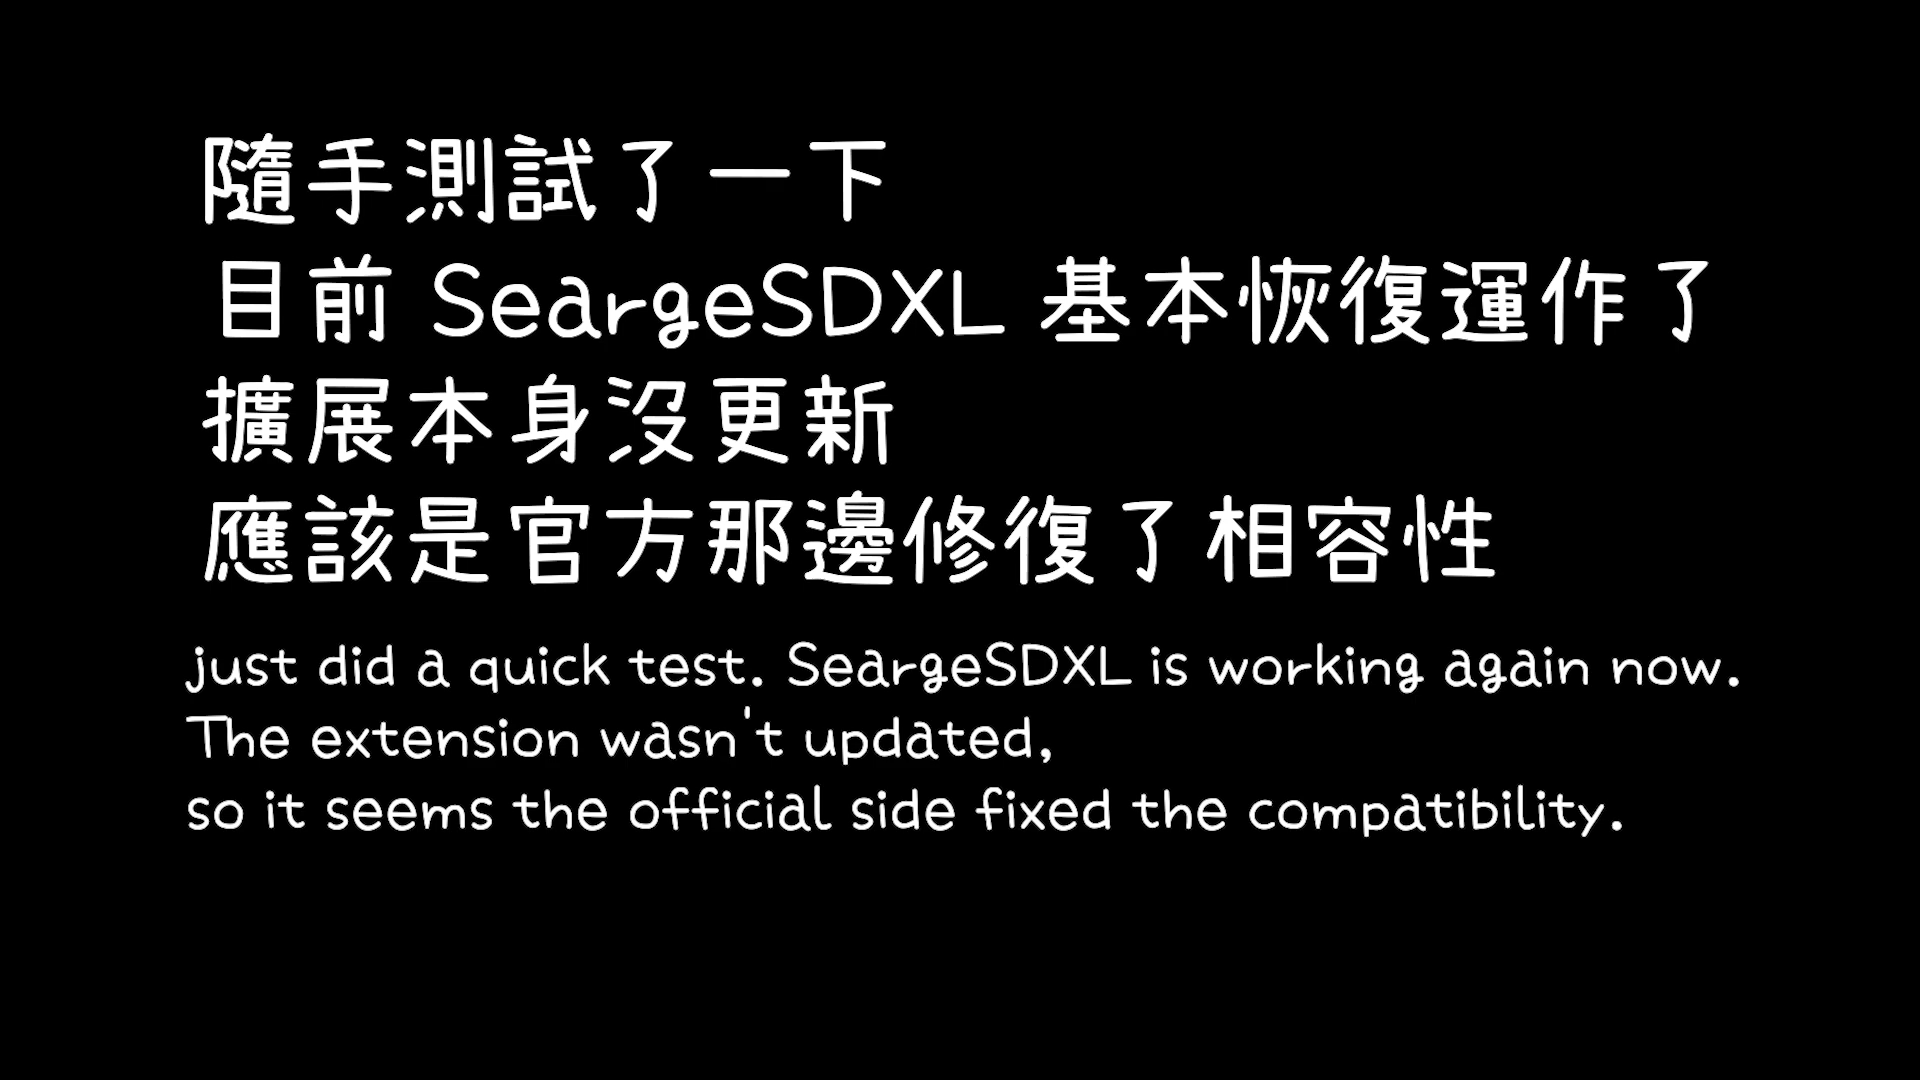 隨手測試了一下
目前 SeargeSDXL 基本恢復運作了
擴展本身沒更新
應該是官方那邊修復了相容性
just did a quick test. SeargeSDXL is working again now.
The extension wasn't updated,
so it seems the official side fixed the compatibility.